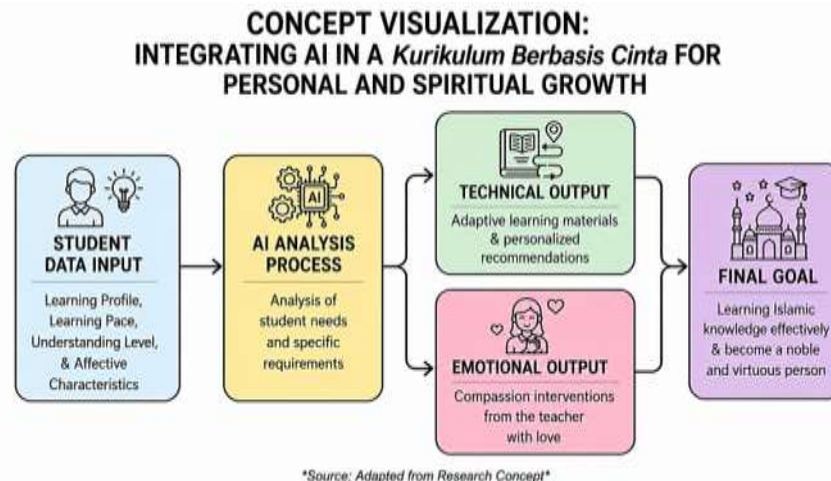 CONCEPT VISUALIZATION:
INTEGRATING AI IN A Kurikulum Berbasis Cinta FOR
PERSONAL AND SPIRITUAL GROWTH
STUDENT
DATA INPUT
Learning Profile,
Learning Pace,
Understanding Level,
& Affective
Characteristics
AI
AI ANALYSIS
PROCESS
Analysis of
student needs
and specific
requirements
TECHNICAL OUTPUT
Adaptive learning materials
& personalized
recommendations
EMOTIONAL OUTPUT
Compassion interventions
from the teacher
with love
FINAL GOAL
Learning Islamic
knowledge effectively
& become a noble
and virtuous person
*Source: Adapted from Research Concept*